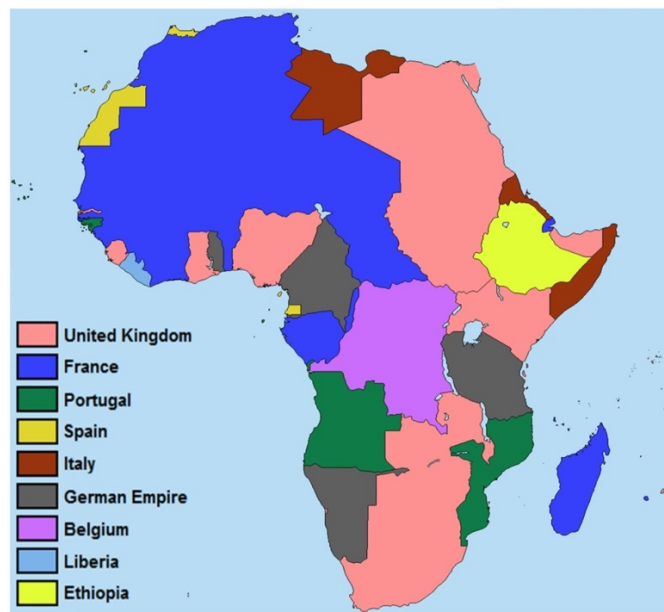 United Kingdom
France
Portugal
Spain
Italy
German Empire
Belgium
Liberia
Ethiopia